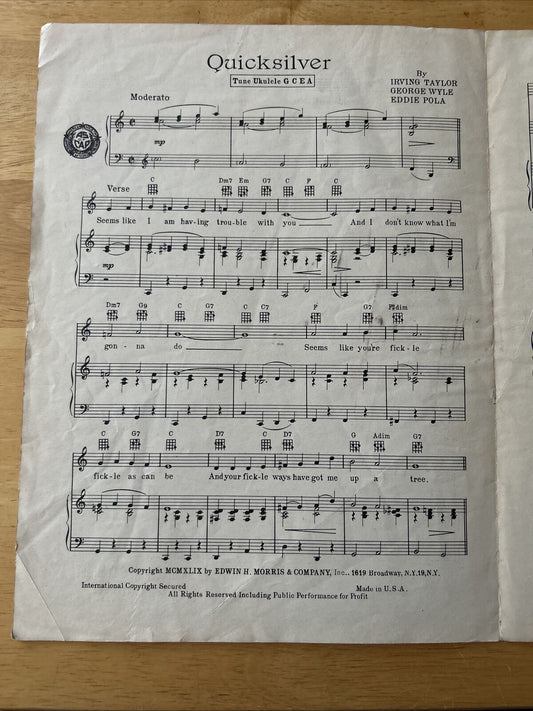 Quicksilver
Tune Ukulele G C E A
By
IRVING TAYLOR
GEORGE WYLE
EDDIE POLA
Moderato
mp
Verse
C Dm7 Em G7 C F C
Seems like I am hav-ing trou-ble with you And I don't know what I'm
mp
Dm7 G9 C G7 C C7 F G7 F#dim
gon-na do Seems like you're fick-le
C G7 C D7 C D7 G Adim G7
fick-le as can be And your fick-le ways have got me up a tree.
Copyright MCMXLIX by EDWIN H. MORRIS & COMPANY, Inc.. 1619 Broadway, N.Y. 19, N.Y.
International Copyright Secured
Made in U.S.A.
All Rights Reserved Including Public Performance for Profit